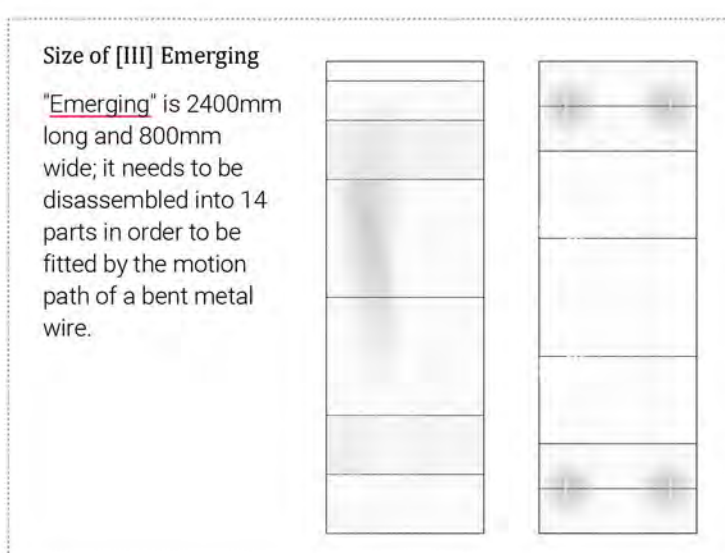 Size of [III] Emerging
"Emerging" is 2400mm
long and 800mm
wide; it needs to be
disassembled into 14
parts in order to be
fitted by the motion
path of a bent metal
wire.